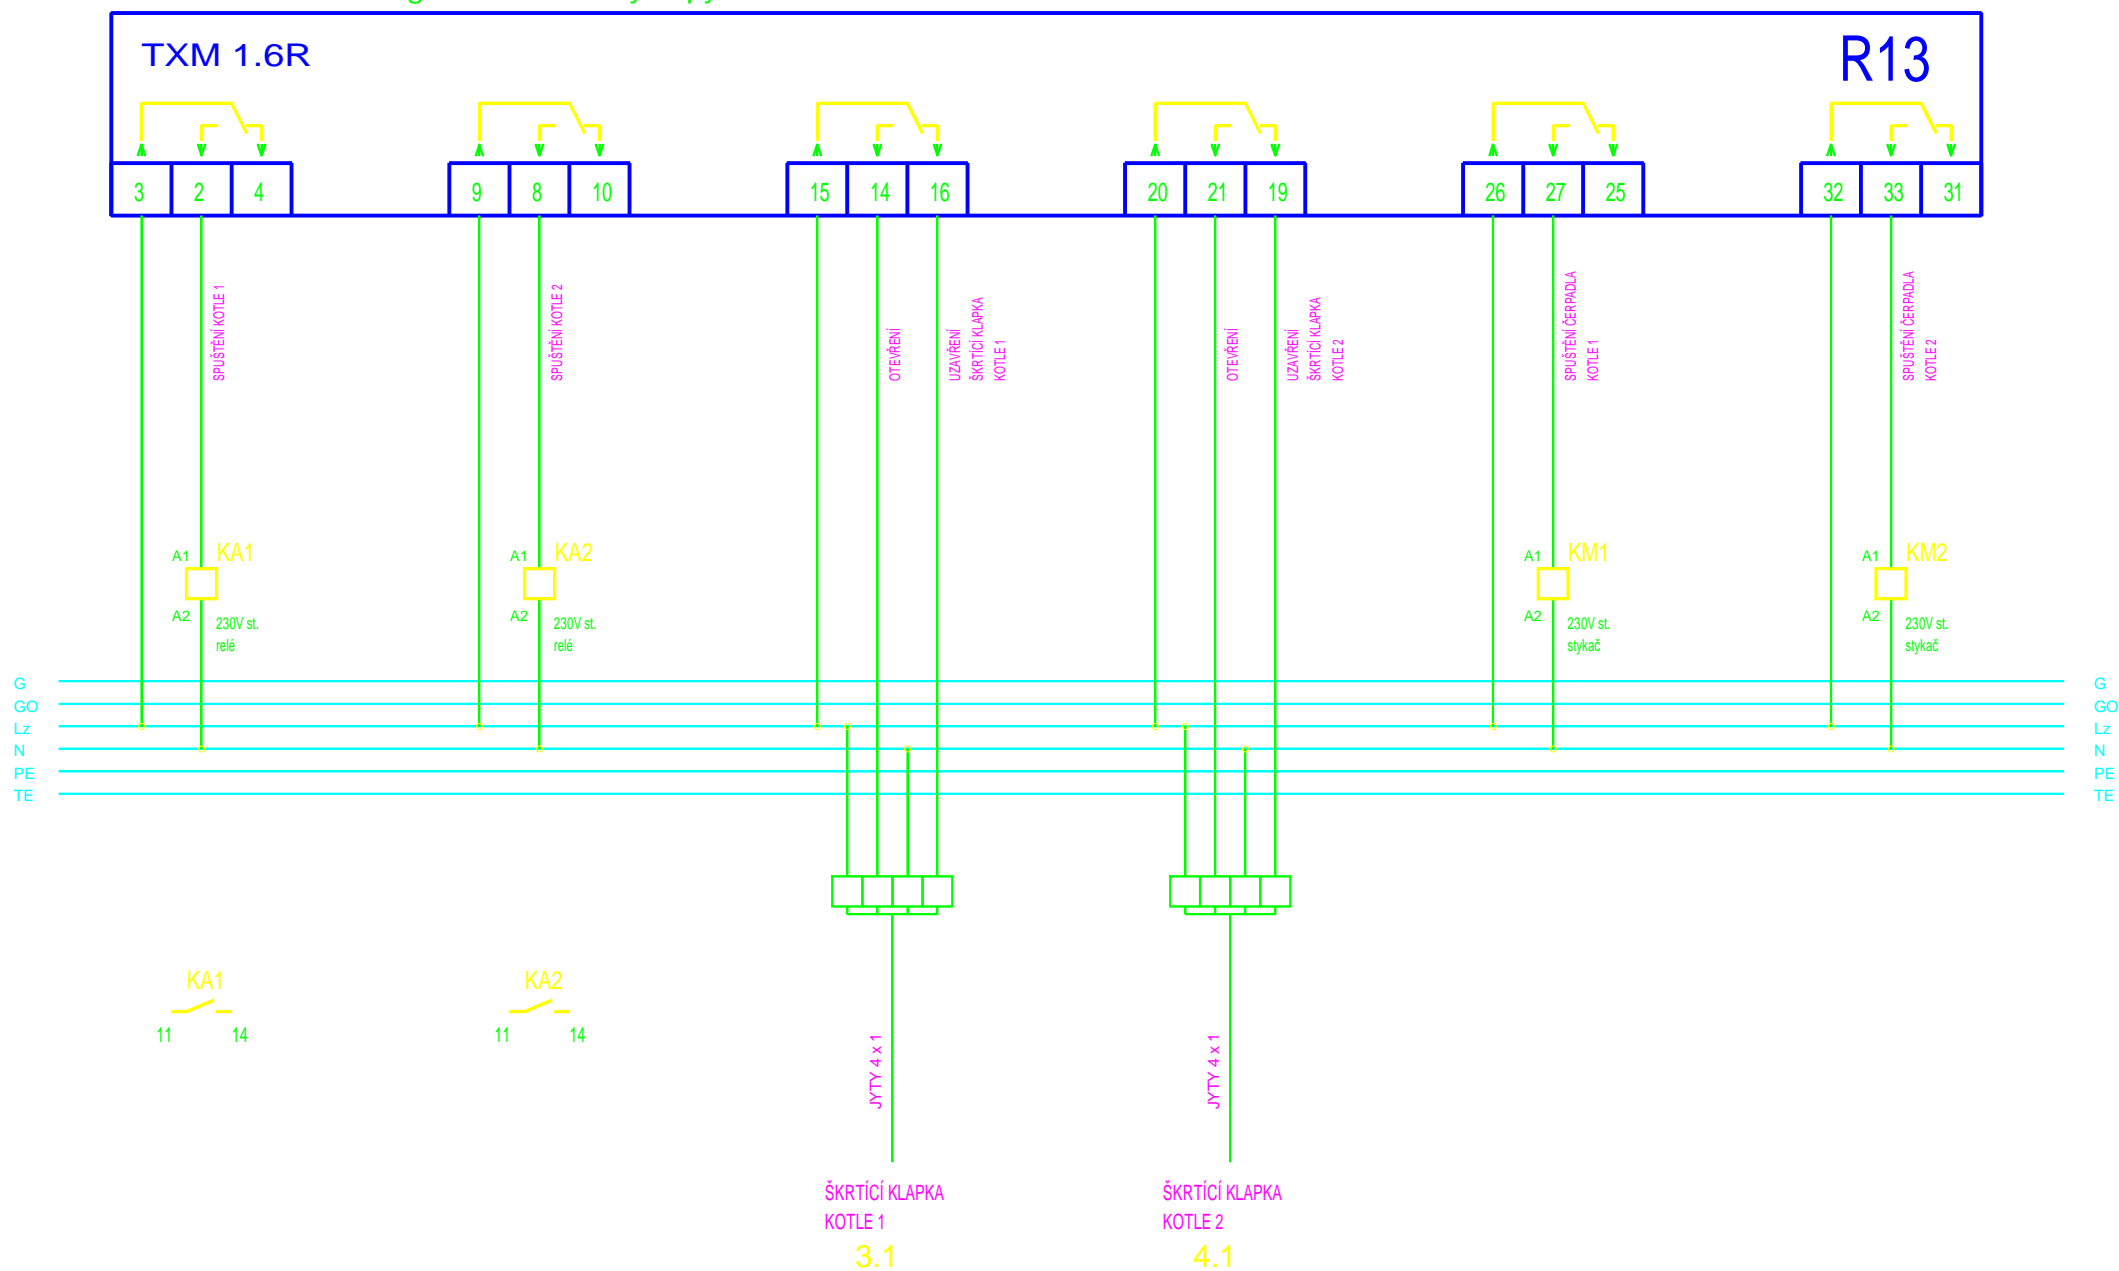 TXM 1.6R
R13
3 2 4
9 8 10
15 14 16
20 21 19
26 27 25
32 33 31
SPUŠTĚNÍ KOTLE 1
SPUŠTĚNÍ KOTLE 2
OTEVŘENÍ
UZAVŘENÍ
ŠKRTÍCÍ KLAPKA
KOTLE 1
OTEVŘENÍ
UZAVŘENÍ
ŠKRTÍCÍ KLAPKA
KOTLE 2
SPUŠTĚNÍ ČERPADLA
KOTLE 1
SPUŠTĚNÍ ČERPADLA
KOTLE 2
A1 KA1
A2 230V st.
relé
A1 KA2
A2 230V st.
relé
A1 KM1
A2 230V st.
stykač
A1 KM2
A2 230V st.
stykač
G G
GO GO
Lz Lz
N N
PE PE
TE TE
KA1
11 14
KA2
11 14
JYTY 4 x 1
JYTY 4 x 1
ŠKRTÍCÍ KLAPKA
KOTLE 1
3.1
ŠKRTÍCÍ KLAPKA
KOTLE 2
4.1